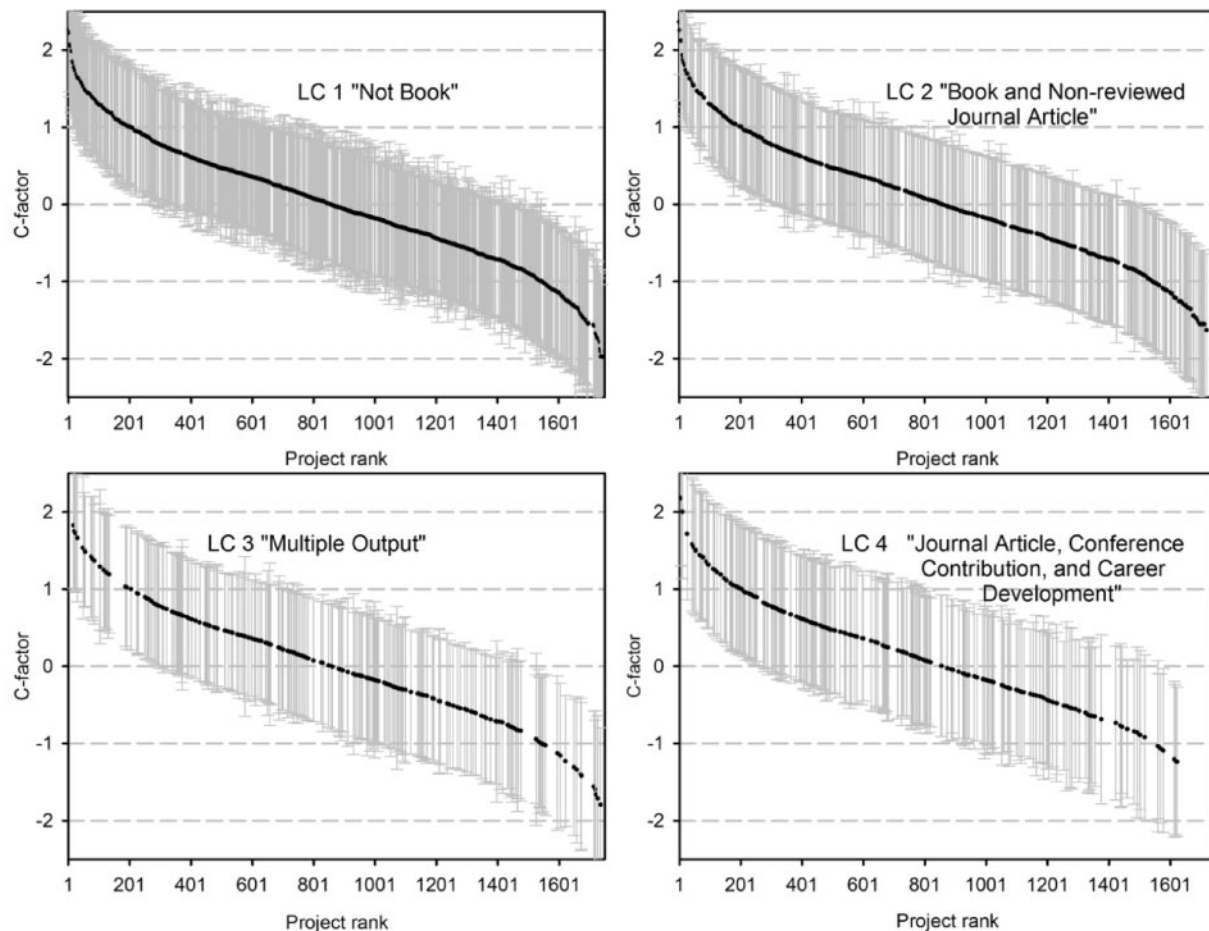 2
1
0
-1
-2
C-factor
LC 1 "Not Book"
1 201 401 601 801 1001 1201 1401 1601
Project rank
2
1
0
-1
-2
C-factor
LC 2 "Book and Non-reviewed
Journal Article"
1 201 401 601 801 1001 1201 1401 1601
Project rank
2
1
0
-1
-2
C-factor
LC 3 "Multiple Output"
1 201 401 601 801 1001 1201 1401 1601
Project rank
2
1
0
-1
-2
C-factor
LC 4 "Journal Article, Conference
Contribution, and Career
Development"
1 201 401 601 801 1001 1201 1401 1601
Project rank